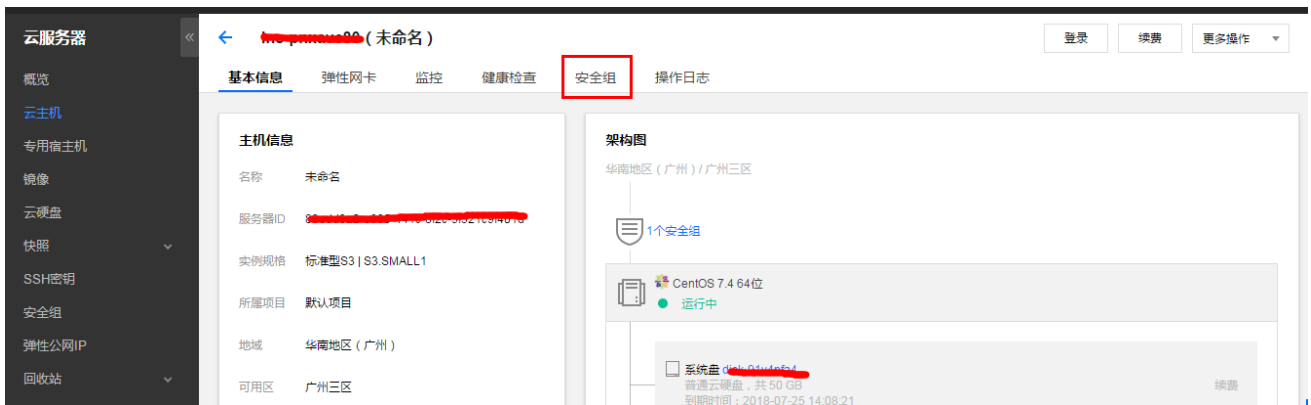 云服务器
«
(未命名)
登录
续费
更多操作
基本信息
弹性网卡
监控
健康检查
安全组
操作日志
概览
云主机
专用宿主机
镜像
云硬盘
快照
SSH密钥
安全组
弹性公网IP
回收站
主机信息
名称 未命名
服务器ID
实例规格 标准型S3 | S3.SMALL1
所属项目 默认项目
地域 华南地区(广州)
可用区 广州三区
架构图
华南地区(广州)/ 广州三区
1个安全组
CentOS 7.4 64位
运行中
系统盘
普通云硬盘,共 50 GB
续费
到期时间:2018-07-25 14:08:21